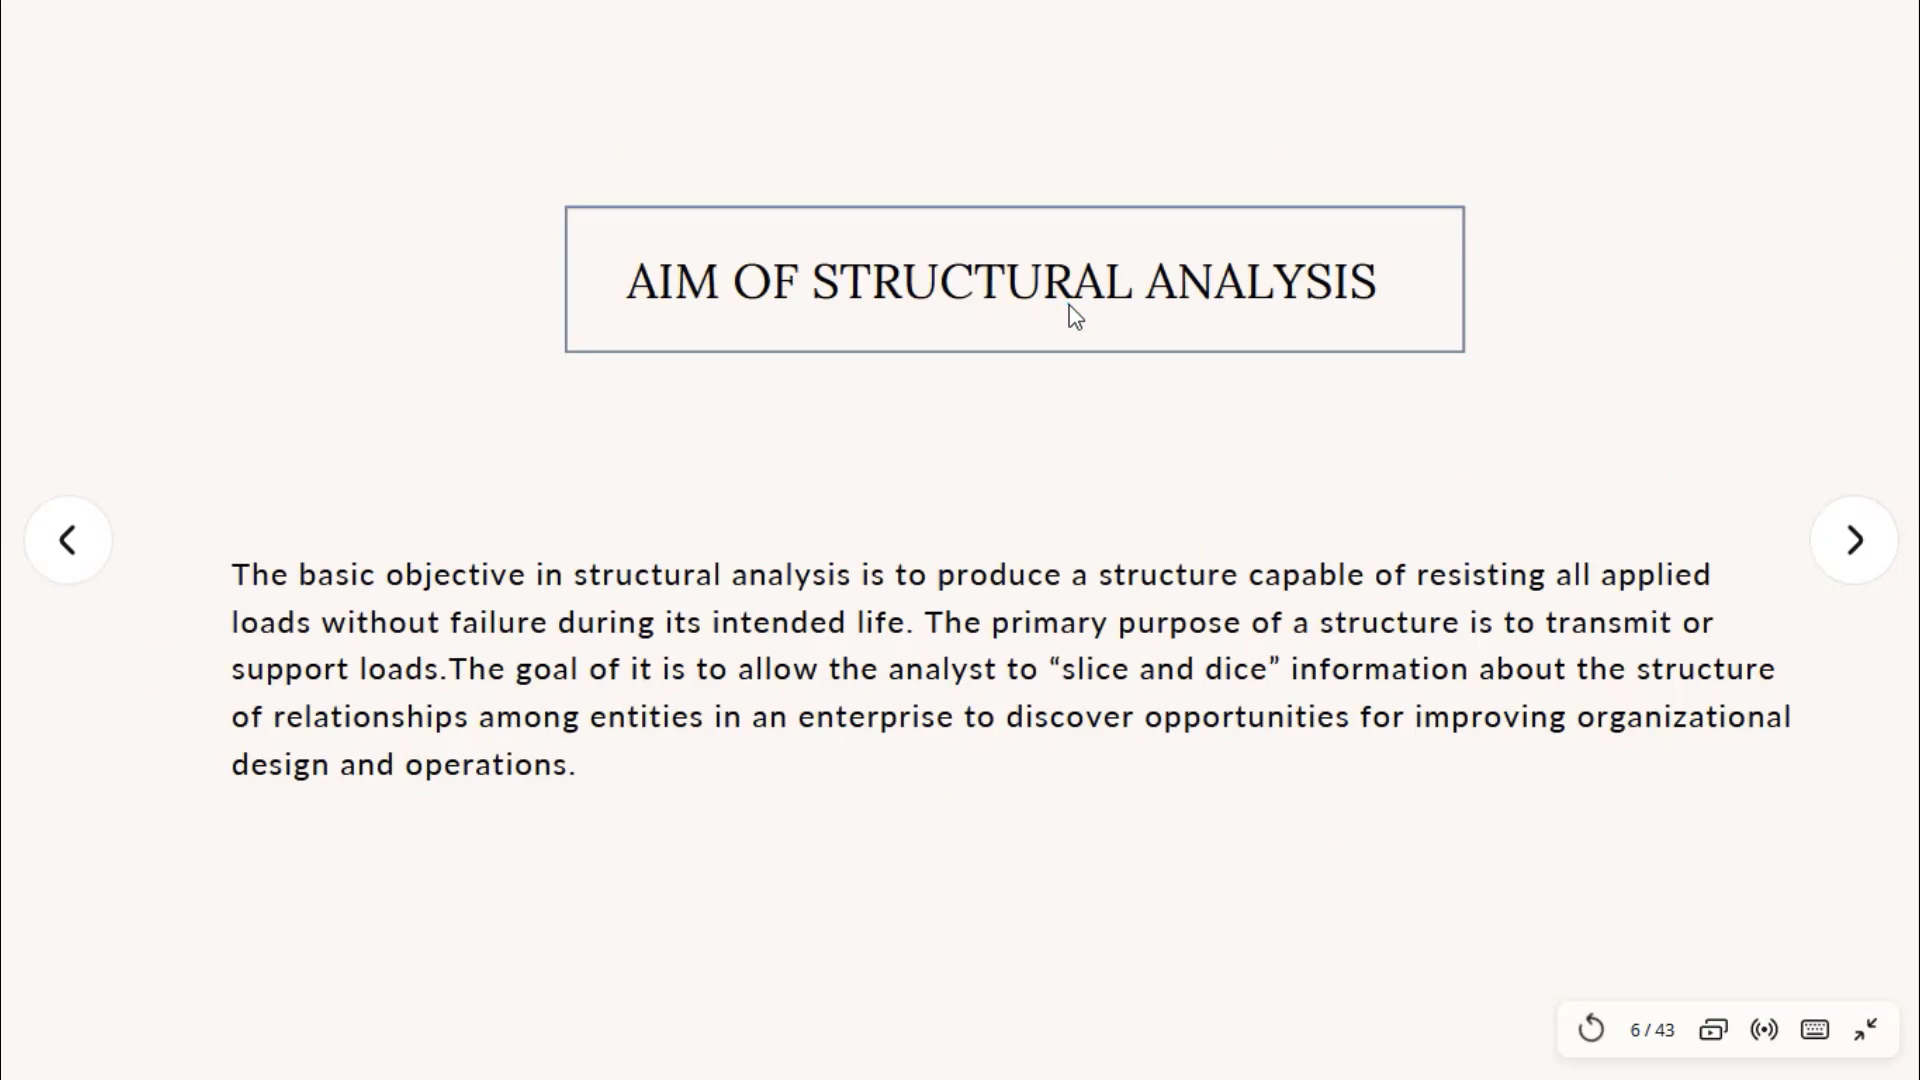 AIM OF STRUCTURAL ANALYSIS
The basic objective in structural analysis is to produce a structure capable of resisting all applied
loads without failure during its intended life. The primary purpose of a structure is to transmit or
support loads.The goal of it is to allow the analyst to “slice and dice” information about the structure
of relationships among entities in an enterprise to discover opportunities for improving organizational
design and operations.
6 / 43